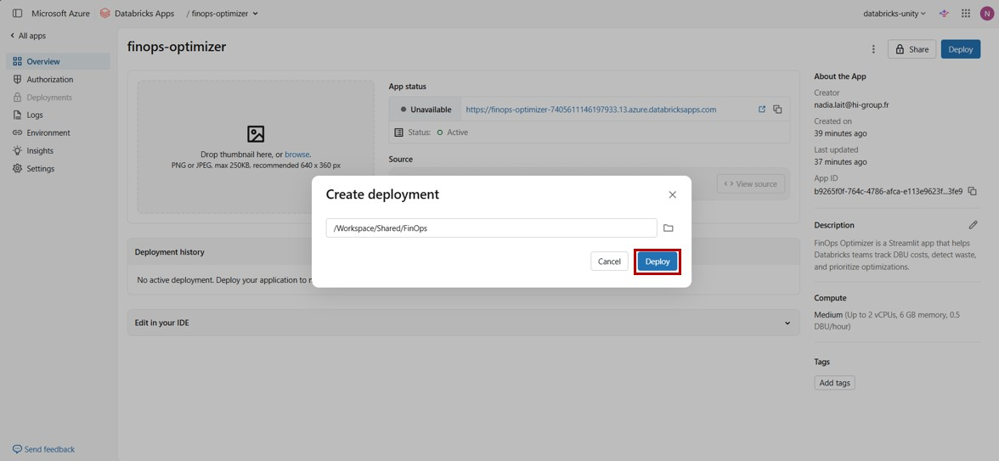 Microsoft Azure
Databricks Apps
/ finops-optimizer
databricks-unity
N
All apps
Overview
Authorization
Deployments
Logs
Environment
Insights
Settings
Send feedback
finops-optimizer
Share
Deploy
Drop thumbnail here, or browse.
PNG or JPEG, max 250KB, recommended 640 x 360 px
App status
Unavailable
https://finops-optimizer-7405611146197933.13.azure.databricksapps.com
Status: Active
Source
View source
Create deployment
/Workspace/Shared/FinOps
Cancel
Deploy
Deployment history
No active deployment. Deploy your application to
Edit in your IDE
About the App
Creator
nadia.lait@hi-group.fr
Created on
39 minutes ago
Last updated
37 minutes ago
App ID
b9265f0f-764c-4786-afca-e113e9623f...3fe9
Description
FinOps Optimizer is a Streamlit app that helps
Databricks teams track DBU costs, detect waste,
and prioritize optimizations.
Compute
Medium (Up to 2 vCPUs, 6 GB memory, 0.5
DBU/hour)
Tags
Add tags